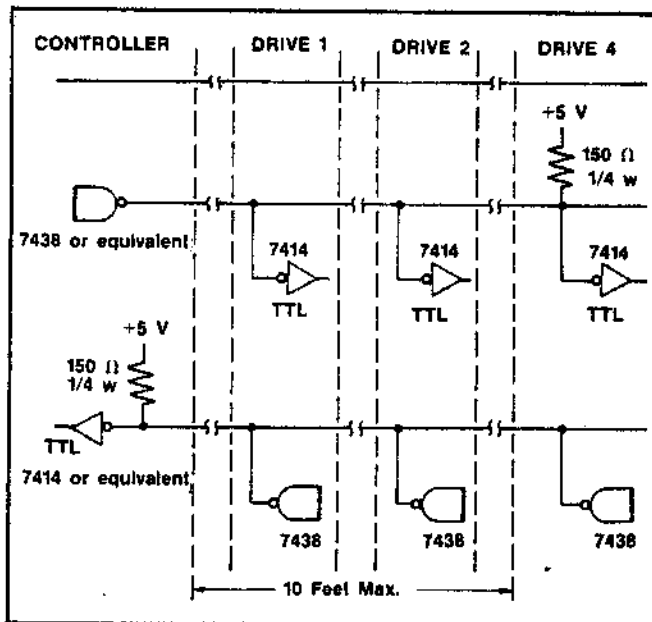 CONTROLLER DRIVE 1 DRIVE 2 DRIVE 4
+5 V
150 Ω
1/4 w
7438 or equivalent
7414 7414 7414
TTL TTL TTL
+5 V
150 Ω
1/4 w
TTL
7414 or equivalent
7438 7438 7438
10 Feet Max.